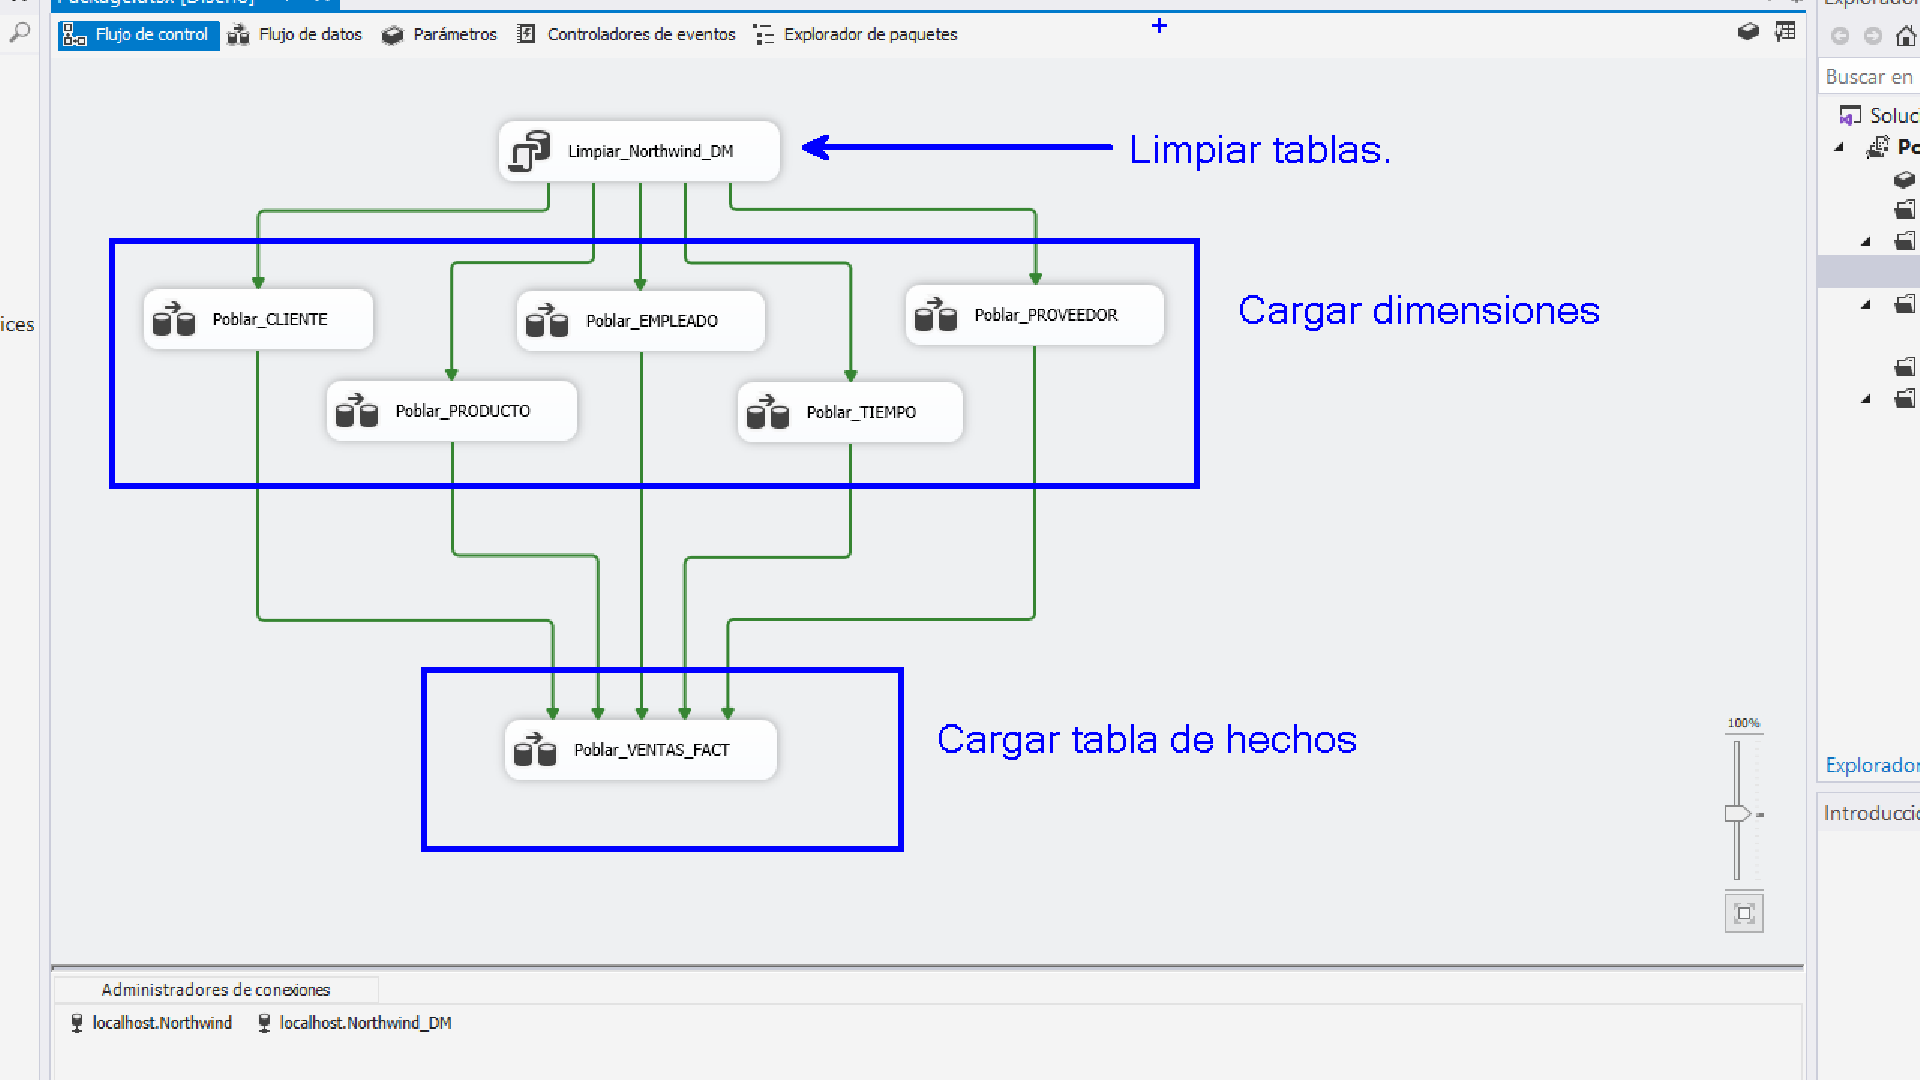 Flujo de control
Flujo de datos
Parámetros
Controladores de eventos
Explorador de paquetes
Buscar en
Limpiar_Northwind_DM
Limpiar tablas.
Poblar_CLIENTE
Poblar_EMPLEADO
Poblar_PROVEEDOR
Cargar dimensiones
ices
Poblar_PRODUCTO
Poblar_TIEMPO
Poblar_VENTAS_FACT
Cargar tabla de hechos
100%
Explorador
Introducci
Administradores de conexiones
localhost.Northwind
localhost.Northwind_DM